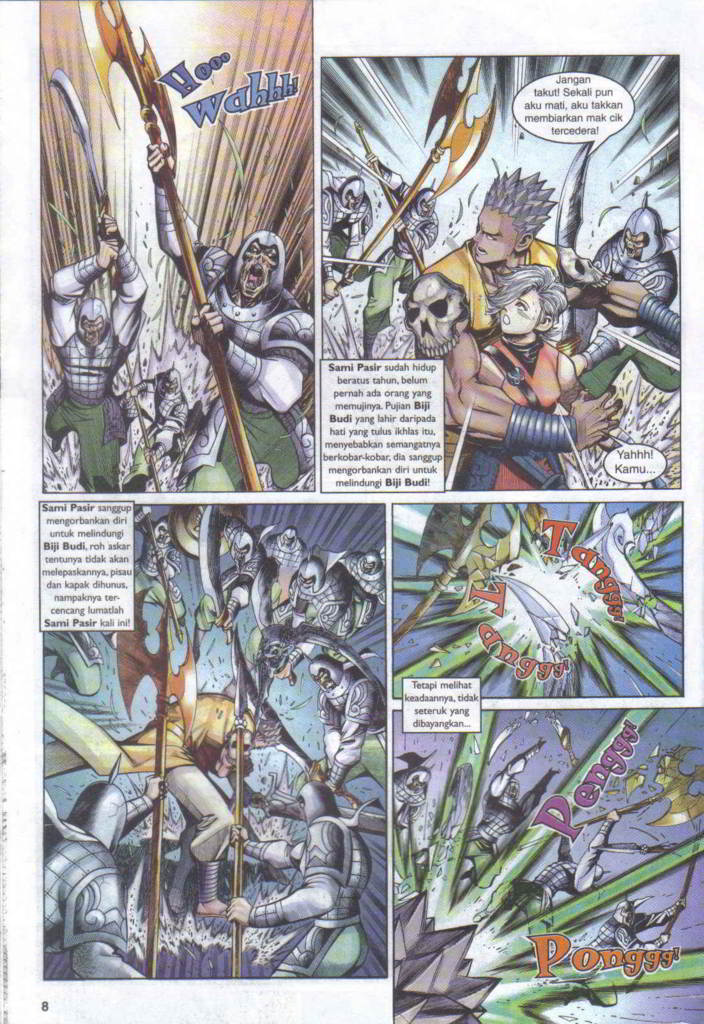 Hooo
Wahhh!
Jangan
takut! Sekali pun
aku mati, aku takkan
membiarkan mak cik
tercedera!
Sami Pasir sudah hidup
beratus tahun, belum
pernah ada orang yang
memujinya. Pujian Biji
Budi yang lahir daripada
hati yang tulus ikhlas itu,
menyebabkan semangatnya
berkobar-kobar, dia sanggup
mengorbankan diri untuk
melindungi Biji Budi!
Yahhh!
Kamu...
Sami Pasir sanggup
mengorbankan diri
untuk melindungi
Biji Budi, roh askar
tentunya tidak akan
melepaskannya, pisau
dan kapak dihunus,
nampaknya ter-
cencang lumatlah
Sami Pasir kali ini!
Tanggg!
Tanggg!
Tetapi melihat
keadaannya, tidak
seteruk yang
dibayangkan...
Penggg!
Ponggg!
8